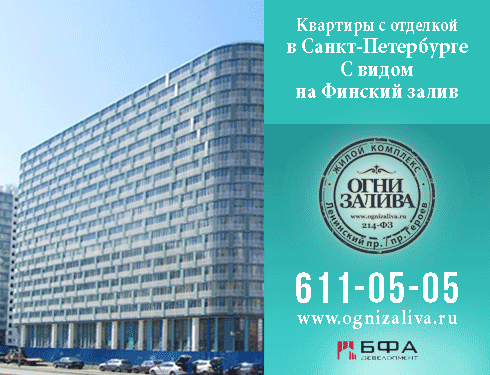 Квартиры с отделкой
в Санкт-Петербурге
С видом
на Финский залив
ЖИЛОЙ КОМПЛЕКС
ОГНИ
ЗАЛИВА
www.ognizaliva.ru
214-ФЗ
Ленинский пр. / пр. Героев
611-05-05
www.ognizaliva.ru
БФА
DEVELOPMENT